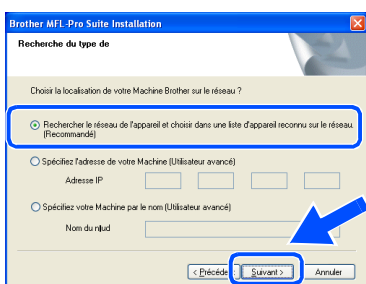 Brother MFL-Pro Suite Installation
Recherche du type de
Choisir la localisation de votre Machine Brother sur le réseau ?
Rechercher le réseau de l'appareil et choisir dans une liste d'appareil reconnu sur le réseau.
(Recommandé)
Spécifiez l'adresse de votre Machine (Utilisateur avancé)
Adresse IP
Spécifiez votre Machine par le nom (Utilisateur avancé)
Nom du njud
< Précéde
Suivant >
Annuler